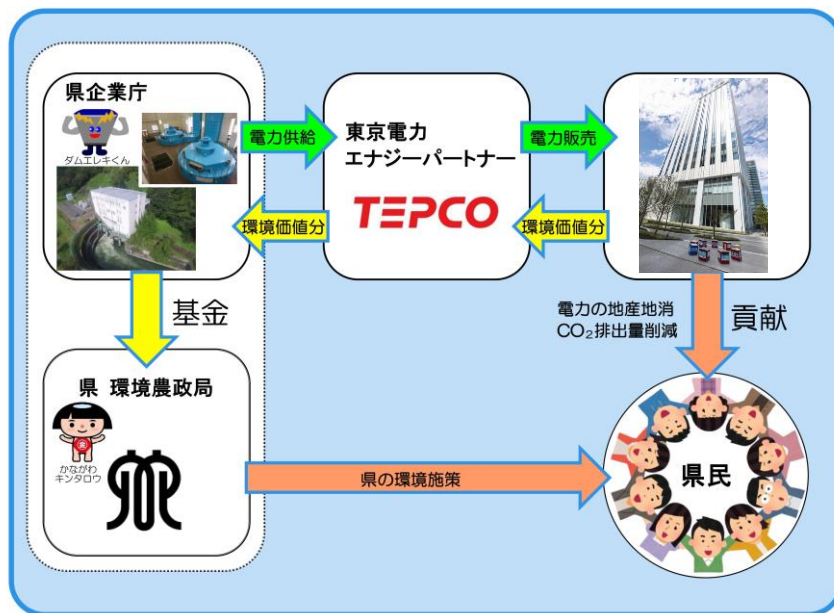 県企業庁
ダムエレキくん
電力供給
東京電力
エナジーパートナー
TEPCO
電力販売
環境価値分
環境価値分
基金
電力の地産地消
CO₂排出量削減
貢献
県 環境農政局
かながわ
キンタロウ
金
県の環境施策
県民